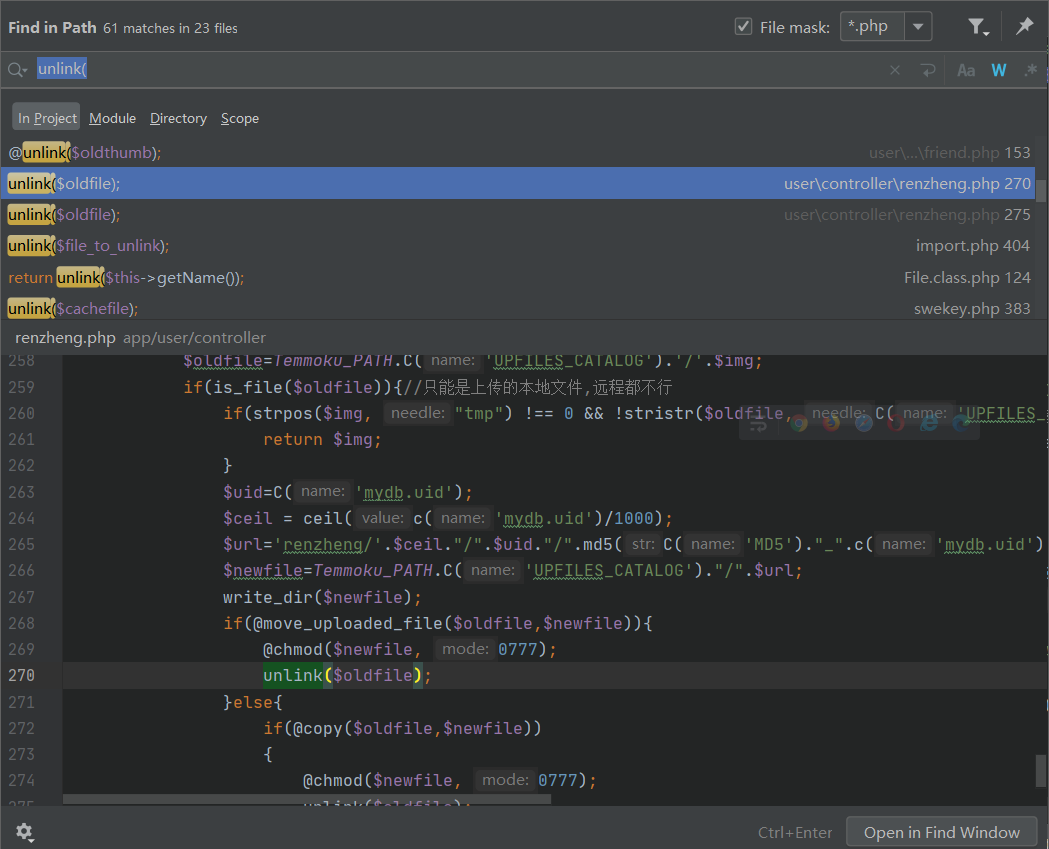 Find in Path 61 matches in 23 files File mask: *.php
unlink( Aa W .*
In Project Module Directory Scope
@unlink($oldthumb); user\...\friend.php 153
unlink($oldfile); user\controller\renzheng.php 270
unlink($oldfile); user\controller\renzheng.php 275
unlink($file_to_unlink); import.php 404
return unlink($this->getName()); File.class.php 124
unlink($cachefile); swekey.php 383
renzheng.php app/user/controller
258 $oldfile=Temmoku_PATH.C( name: 'UPFILES_CATALOG').'/'.$img;
259 if(is_file($oldfile)){//只能是上传的本地文件,远程都不行
260 if(strpos($img, needle: "tmp") !== 0 && !stristr($oldfile, needle: C( name: 'UPFILES_
261 return $img;
262 }
263 $uid=C( name: 'mydb.uid');
264 $ceil = ceil( value: c( name: 'mydb.uid')/1000);
265 $url='renzheng/'.$ceil."/".$uid."/".md5( str: C( name: 'MD5')."_".c( name: 'mydb.uid')
266 $newfile=Temmoku_PATH.C( name: 'UPFILES_CATALOG')."/".$url;
267 write_dir($newfile);
268 if(@move_uploaded_file($oldfile,$newfile)){
269 @chmod($newfile, mode: 0777);
270 unlink($oldfile);
271 }else{
272 if(@copy($oldfile,$newfile))
273 {
274 @chmod($newfile, mode: 0777);
275 unlink($oldfile);
Ctrl+Enter Open in Find Window